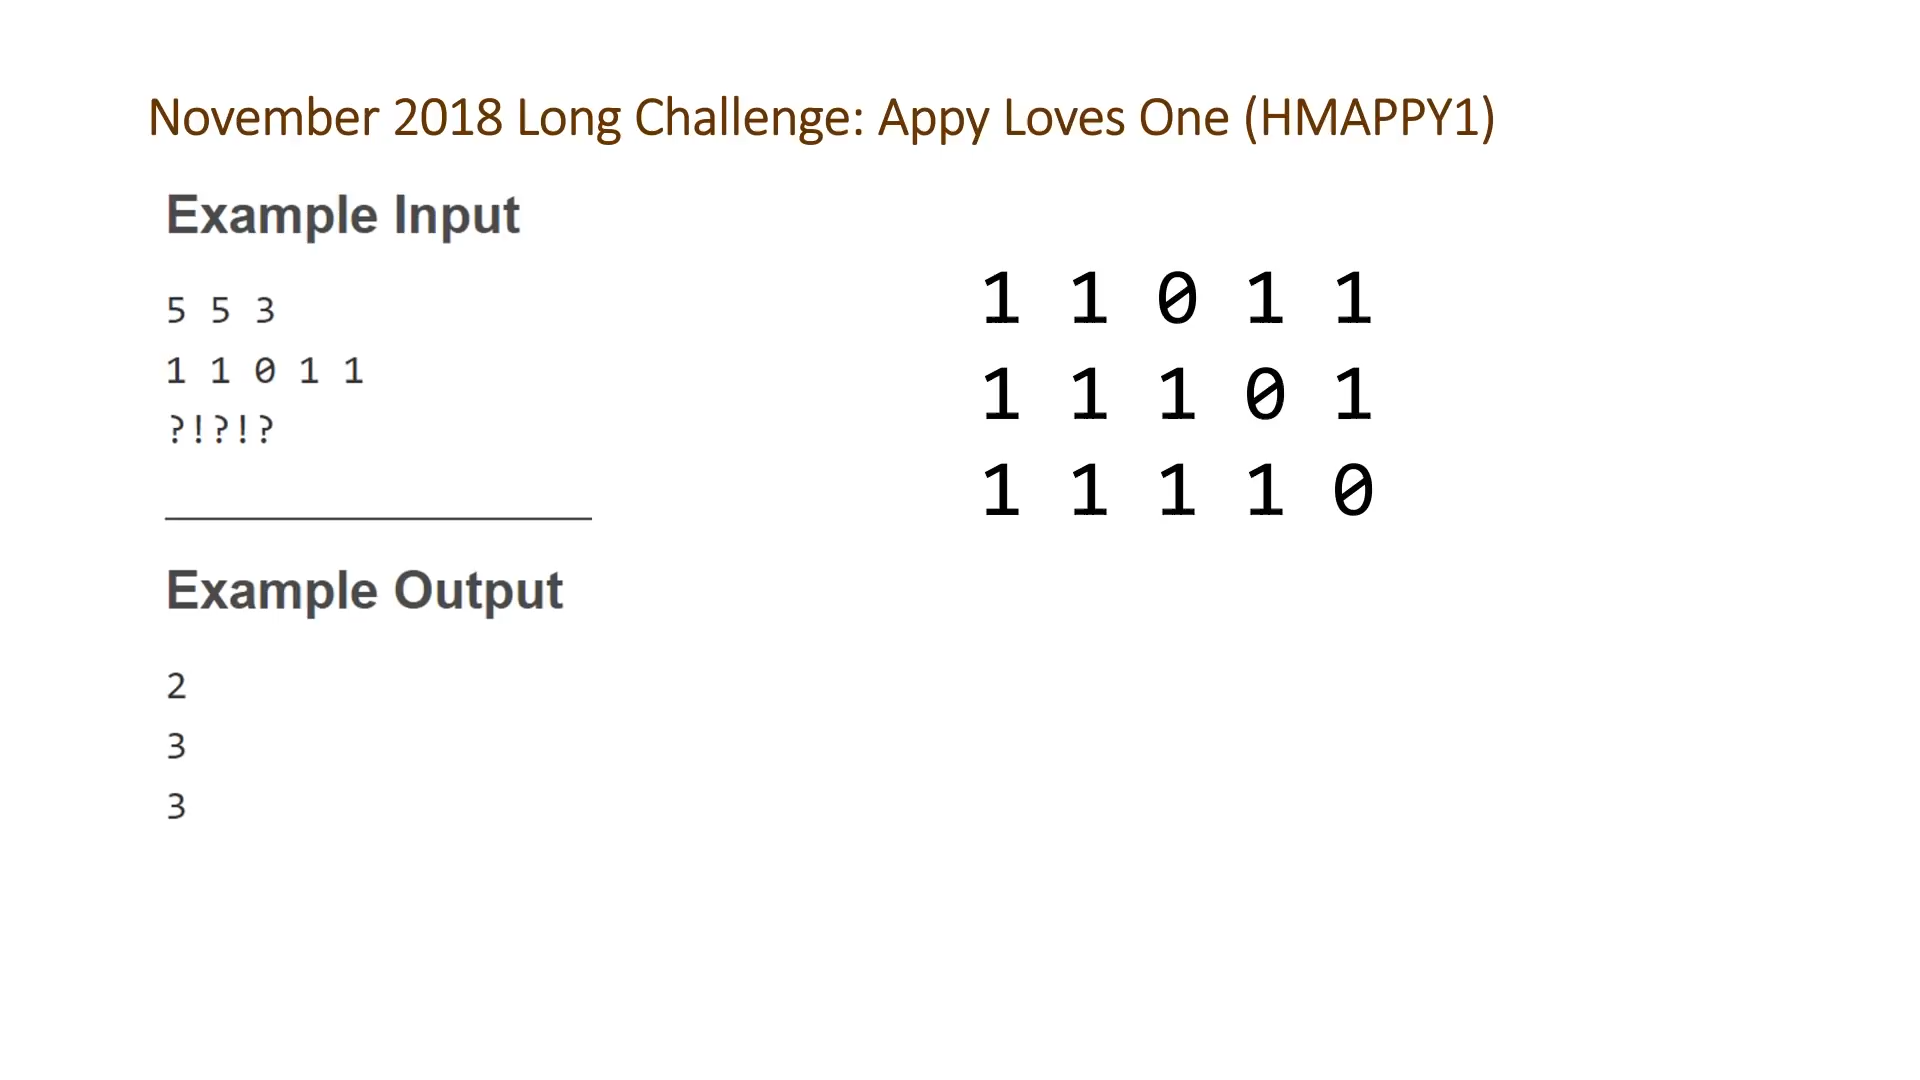 November 2018 Long Challenge: Appy Loves One (HMAPPY1)
Example Input
5 5 3
1 1 0 1 1
?!?!?
Example Output
2
3
3
1 1 0 1 1
1 1 1 0 1
1 1 1 1 0